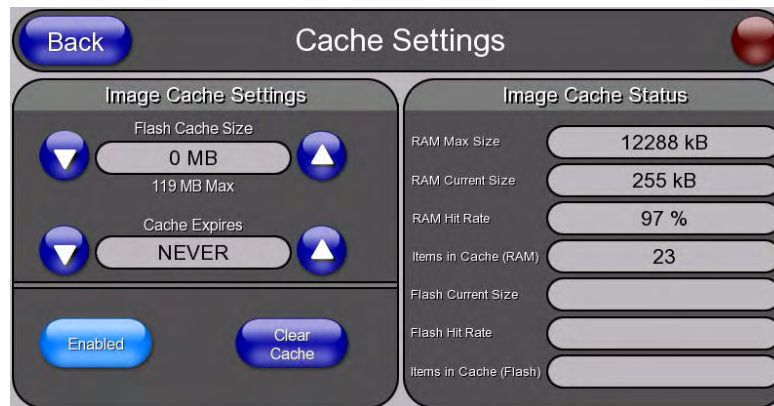 Back
Cache Settings
Image Cache Settings
Flash Cache Size
0 MB
119 MB Max
Cache Expires
NEVER
Enabled
Clear
Cache
Image Cache Status
RAM Max Size
12288 kB
RAM Current Size
255 kB
RAM Hit Rate
97 %
Items in Cache (RAM)
23
Flash Current Size
Flash Hit Rate
Items in Cache (Flash)